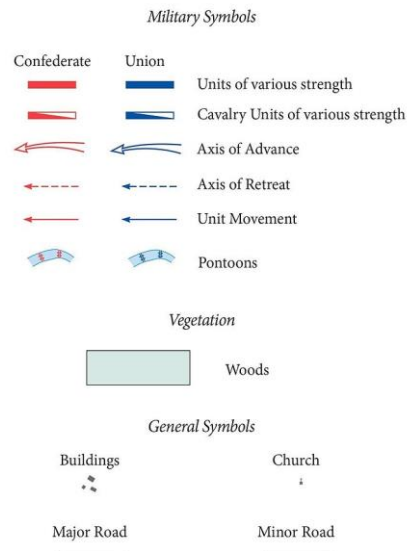 Military Symbols
Confederate Union
Units of various strength
Cavalry Units of various strength
Axis of Advance
Axis of Retreat
Unit Movement
Pontoons
Vegetation
Woods
General Symbols
Buildings Church
Major Road Minor Road